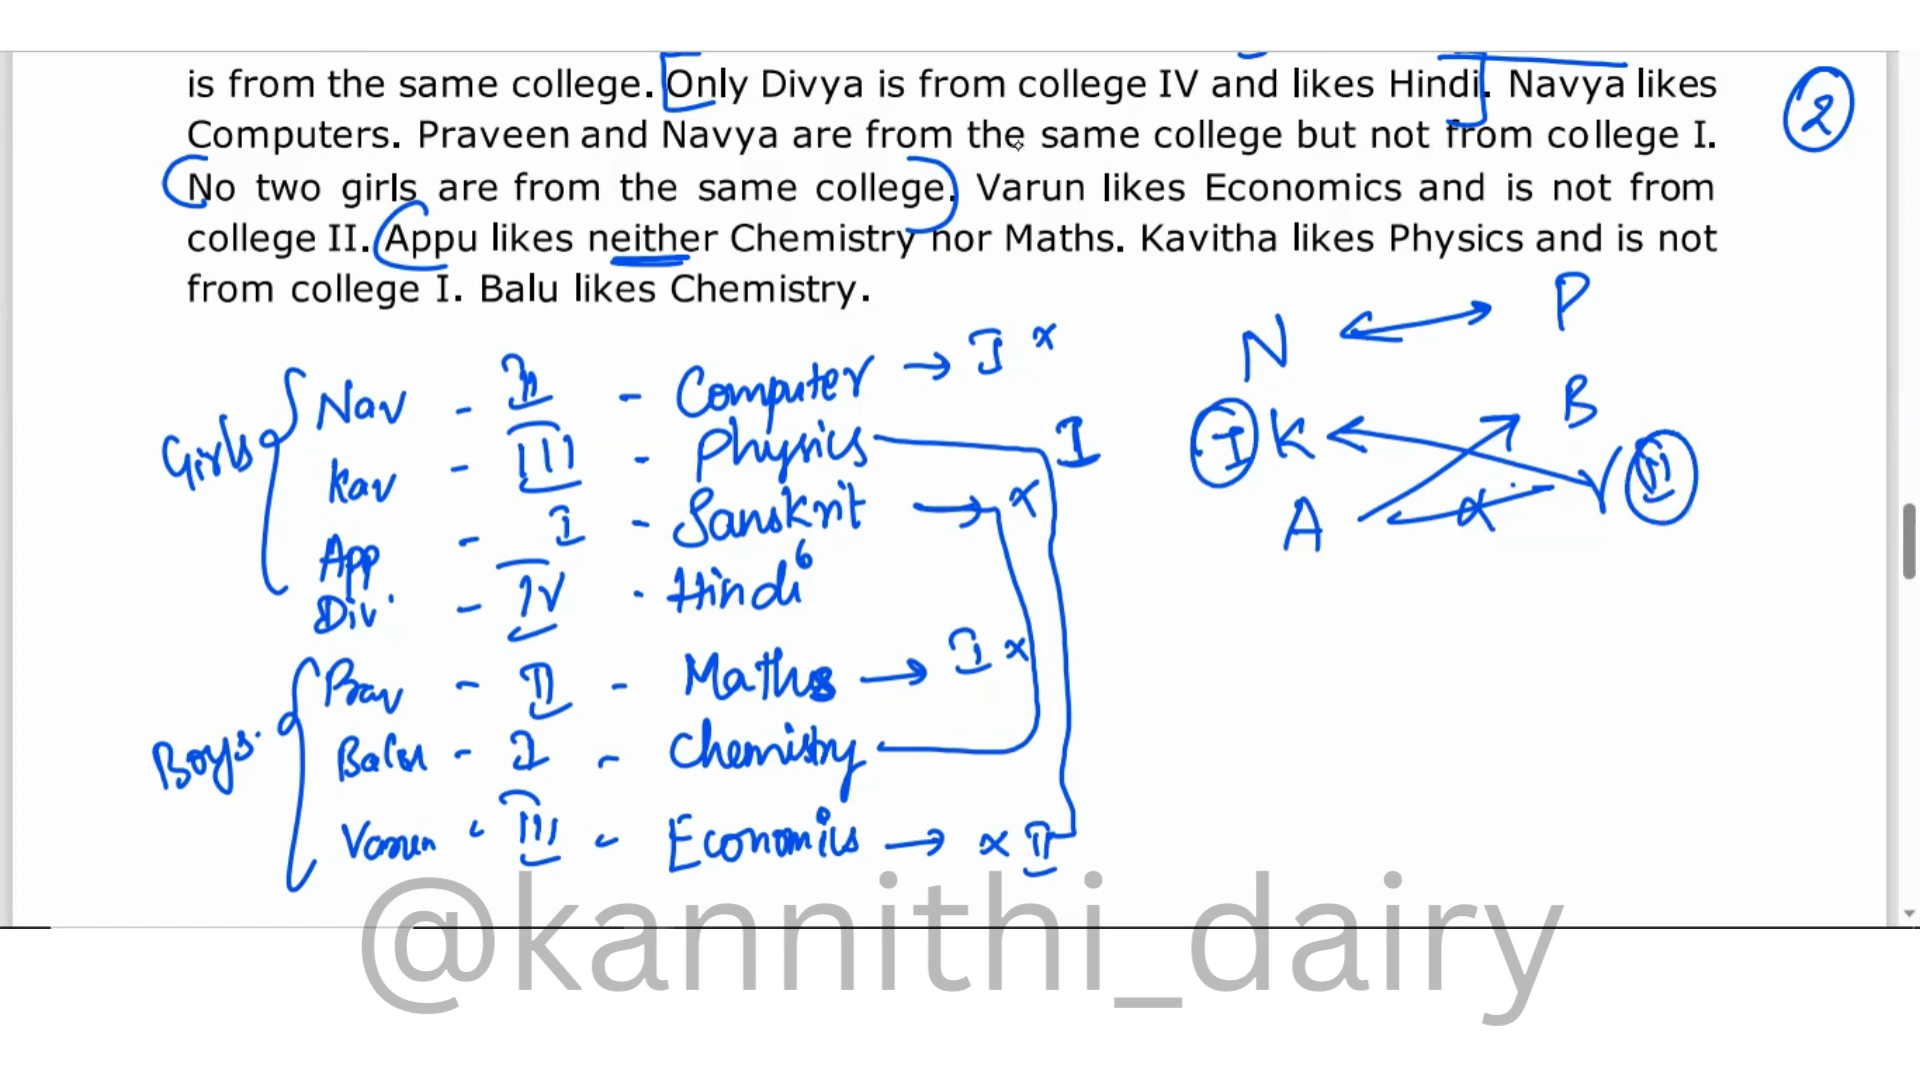 is from the same college. Only Divya is from college IV and likes Hindi. Navya likes
Computers. Praveen and Navya are from the same college but not from college I.
No two girls are from the same college. Varun likes Economics and is not from
college II. Appu likes neither Chemistry nor Maths. Kavitha likes Physics and is not
from college I. Balu likes Chemistry.
2
Girls
Nav - II - Computer → I x
Kav - III - Physics I
App - I - Sanskrit → x
Div - IV - Hindi
Boys
Prav - II - Maths → I x
Balu - I - Chemistry
Varun - III - Economics → x II
N P
I K B
A x V
@kannithi_dairy